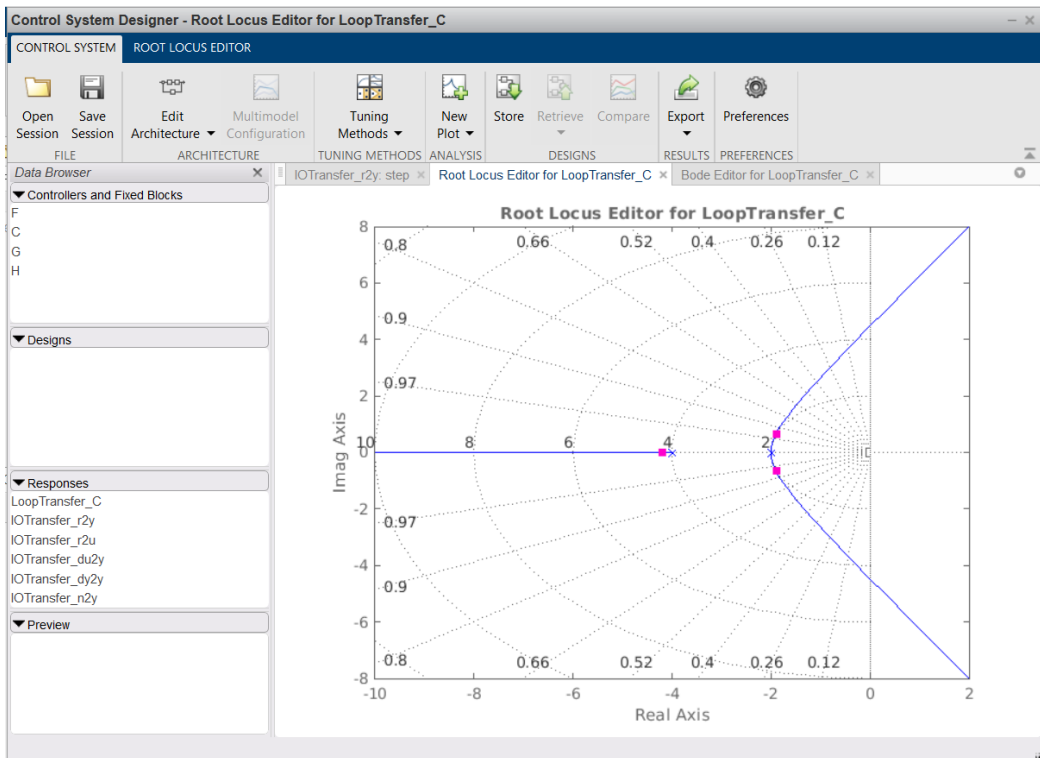 Control System Designer - Root Locus Editor for LoopTransfer_C
CONTROL SYSTEM ROOT LOCUS EDITOR
Open Session
Save Session
Edit Architecture
Multimodel Configuration
Tuning Methods
New Plot
Store
Retrieve
Compare
Export
Preferences
FILE ARCHITECTURE TUNING METHODS ANALYSIS DESIGNS RESULTS PREFERENCES
Data Browser
Controllers and Fixed Blocks
F
C
G
H
Designs
Responses
LoopTransfer_C
IOTransfer_r2y
IOTransfer_r2u
IOTransfer_du2y
IOTransfer_dy2y
IOTransfer_n2y
Preview
IOTransfer_r2y: step Root Locus Editor for LoopTransfer_C Bode Editor for LoopTransfer_C
Root Locus Editor for LoopTransfer_C
8
0.8 0.66 0.52 0.4 0.26 0.12
6
0.9
4
0.97
2
10 8 6 4 2
0
-2
0.97
-4
0.9
-6
0.8 0.66 0.52 0.4 0.26 0.12
-8
-10 -8 -6 -4 -2 0 2
Real Axis
Imag Axis